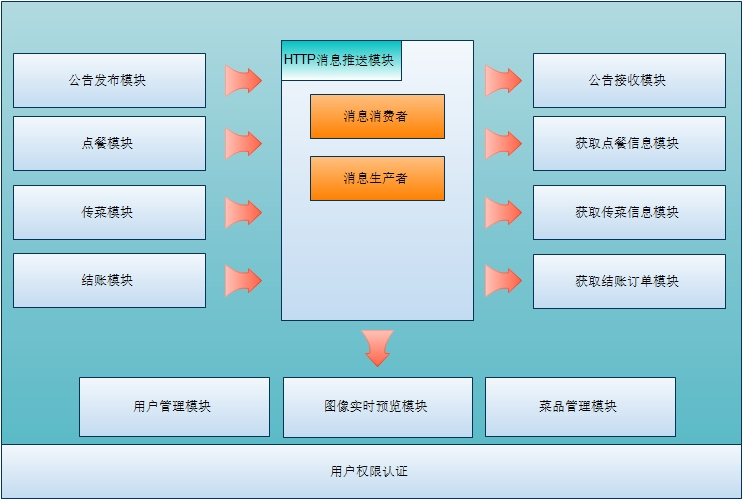 HTTP消息推送模块
公告发布模块
消息消费者
公告接收模块
点餐模块
获取点餐信息模块
消息生产者
传菜模块
获取传菜信息模块
结账模块
获取结账订单模块
用户管理模块
图像实时预览模块
菜品管理模块
用户权限认证